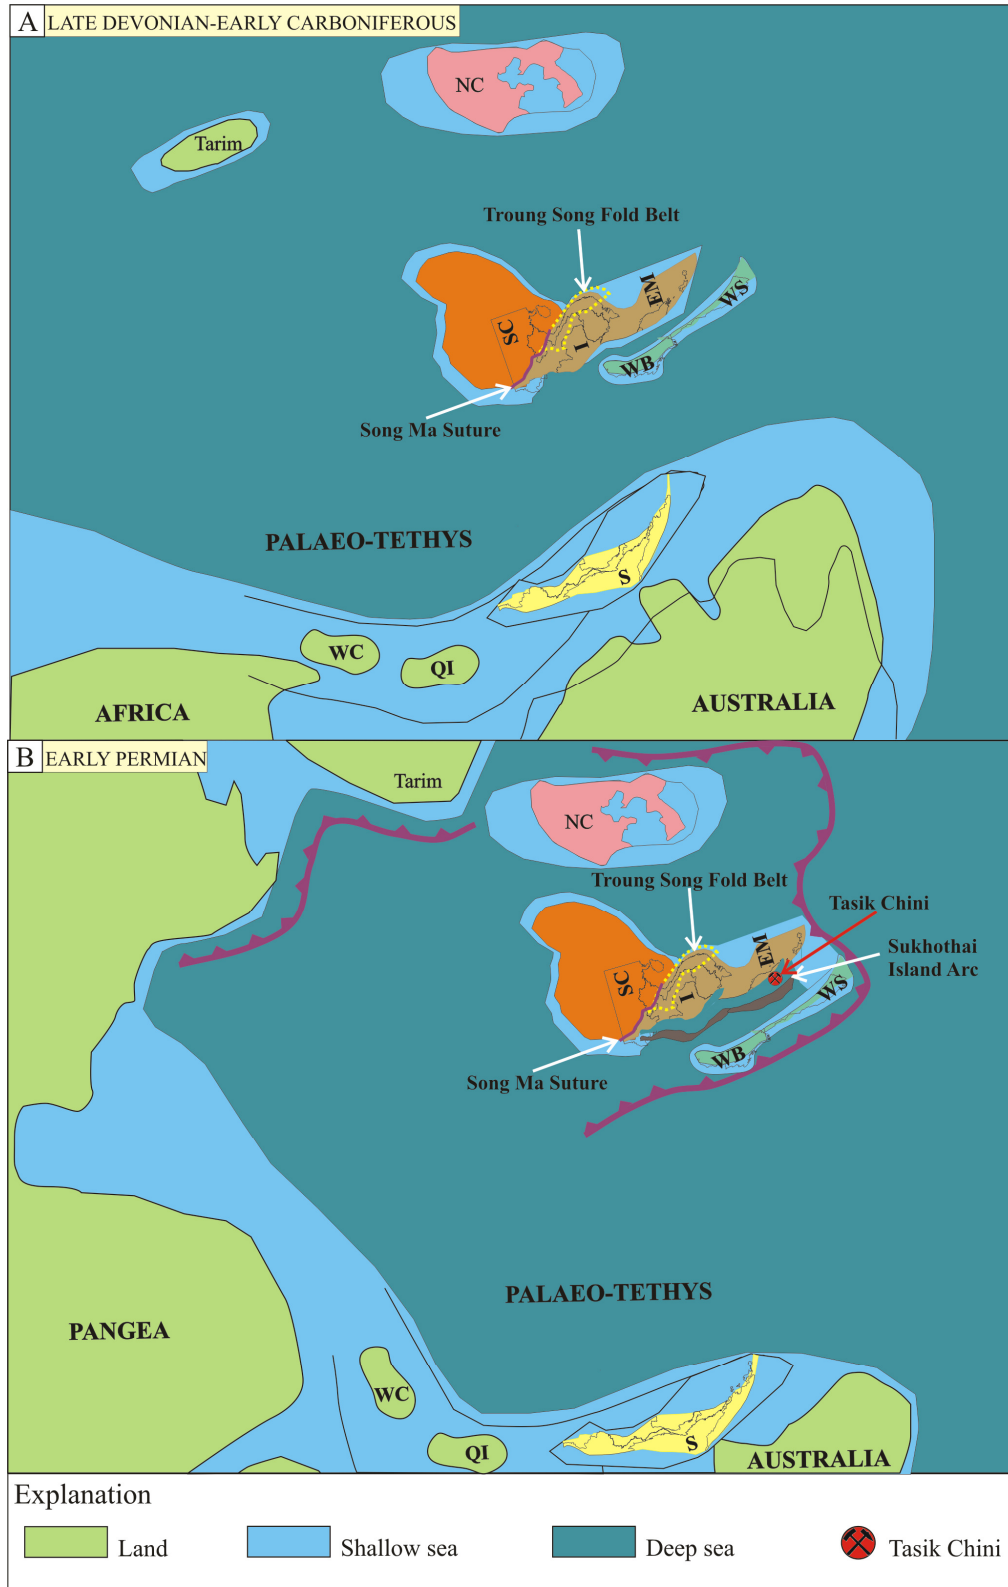 A LATE DEVONIAN-EARLY CARBONIFEROUS
NC
Tarim
Troung Song Fold Belt
EM
WS
SC
I
WB
Song Ma Suture
PALAEO-TETHYS
S
WC
QI
AFRICA
AUSTRALIA
B EARLY PERMIAN
Tarim
NC
Troung Song Fold Belt
Tasik Chini
Sukhothai
Island Arc
EM
SC
I
WS
WB
Song Ma Suture
PALAEO-TETHYS
PANGEA
WC
QI
S
AUSTRALIA
Explanation
Land
Shallow sea
Deep sea
Tasik Chini